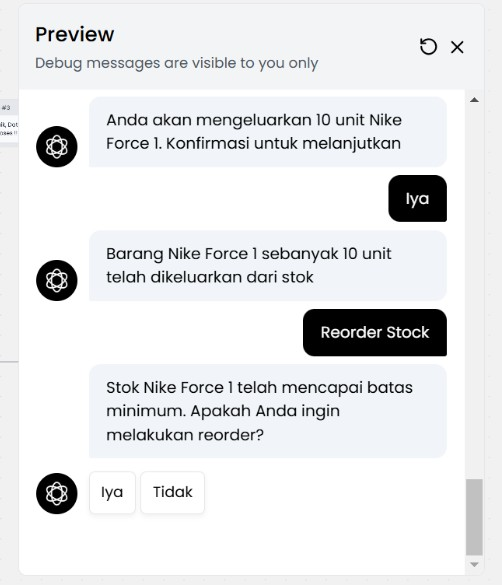 Preview
Debug messages are visible to you only
#3
Anda akan mengeluarkan 10 unit Nike
Force 1. Konfirmasi untuk melanjutkan
Iya
Barang Nike Force 1 sebanyak 10 unit
telah dikeluarkan dari stok
Reorder Stock
Stok Nike Force 1 telah mencapai batas
minimum. Apakah Anda ingin
melakukan reorder?
Iya Tidak